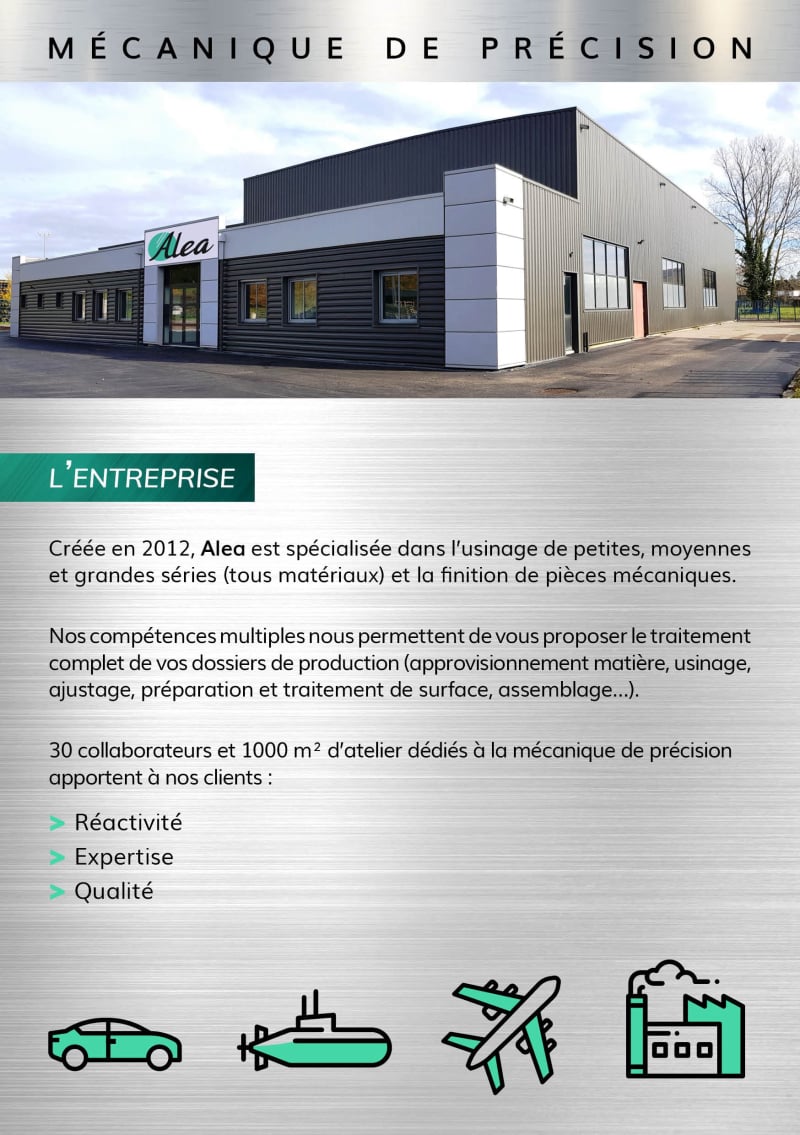 MÉCANIQUE DE PRÉCISION
Alea
L'ENTREPRISE
Créée en 2012, Alea est spécialisée dans l'usinage de petites, moyennes
et grandes séries (tous matériaux) et la finition de pièces mécaniques.
Nos compétences multiples nous permettent de vous proposer le traitement
complet de vos dossiers de production (approvisionnement matière, usinage,
ajustage, préparation et traitement de surface, assemblage...).
30 collaborateurs et 1000 m² d'atelier dédiés à la mécanique de précision
apportent à nos clients :
> Réactivité
> Expertise
> Qualité